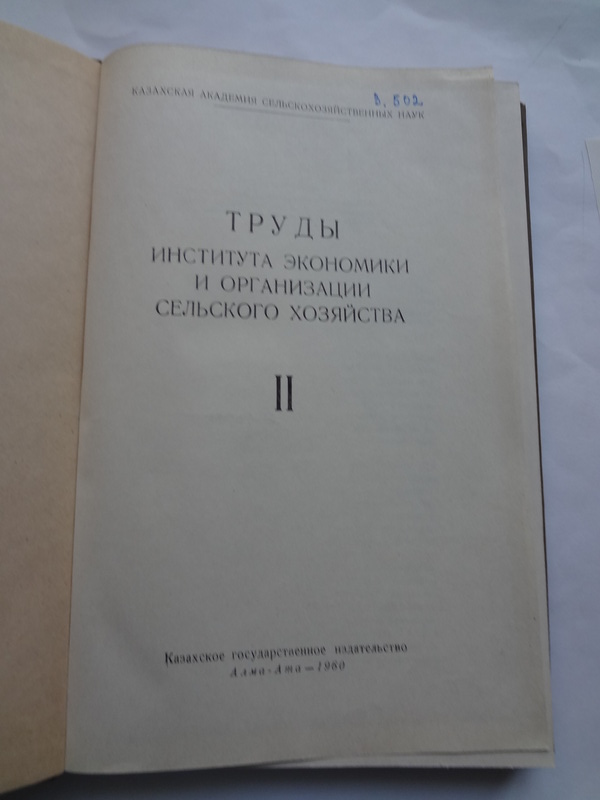 КАЗАХСКАЯ АКАДЕМИЯ СЕЛЬСКОХОЗЯЙСТВЕННЫХ НАУК
В. 502
ТРУДЫ
ИНСТИТУТА ЭКОНОМИКИ
И ОРГАНИЗАЦИИ
СЕЛЬСКОГО ХОЗЯЙСТВА
II
Казахское государственное издательство
Алма-Ата — 1960